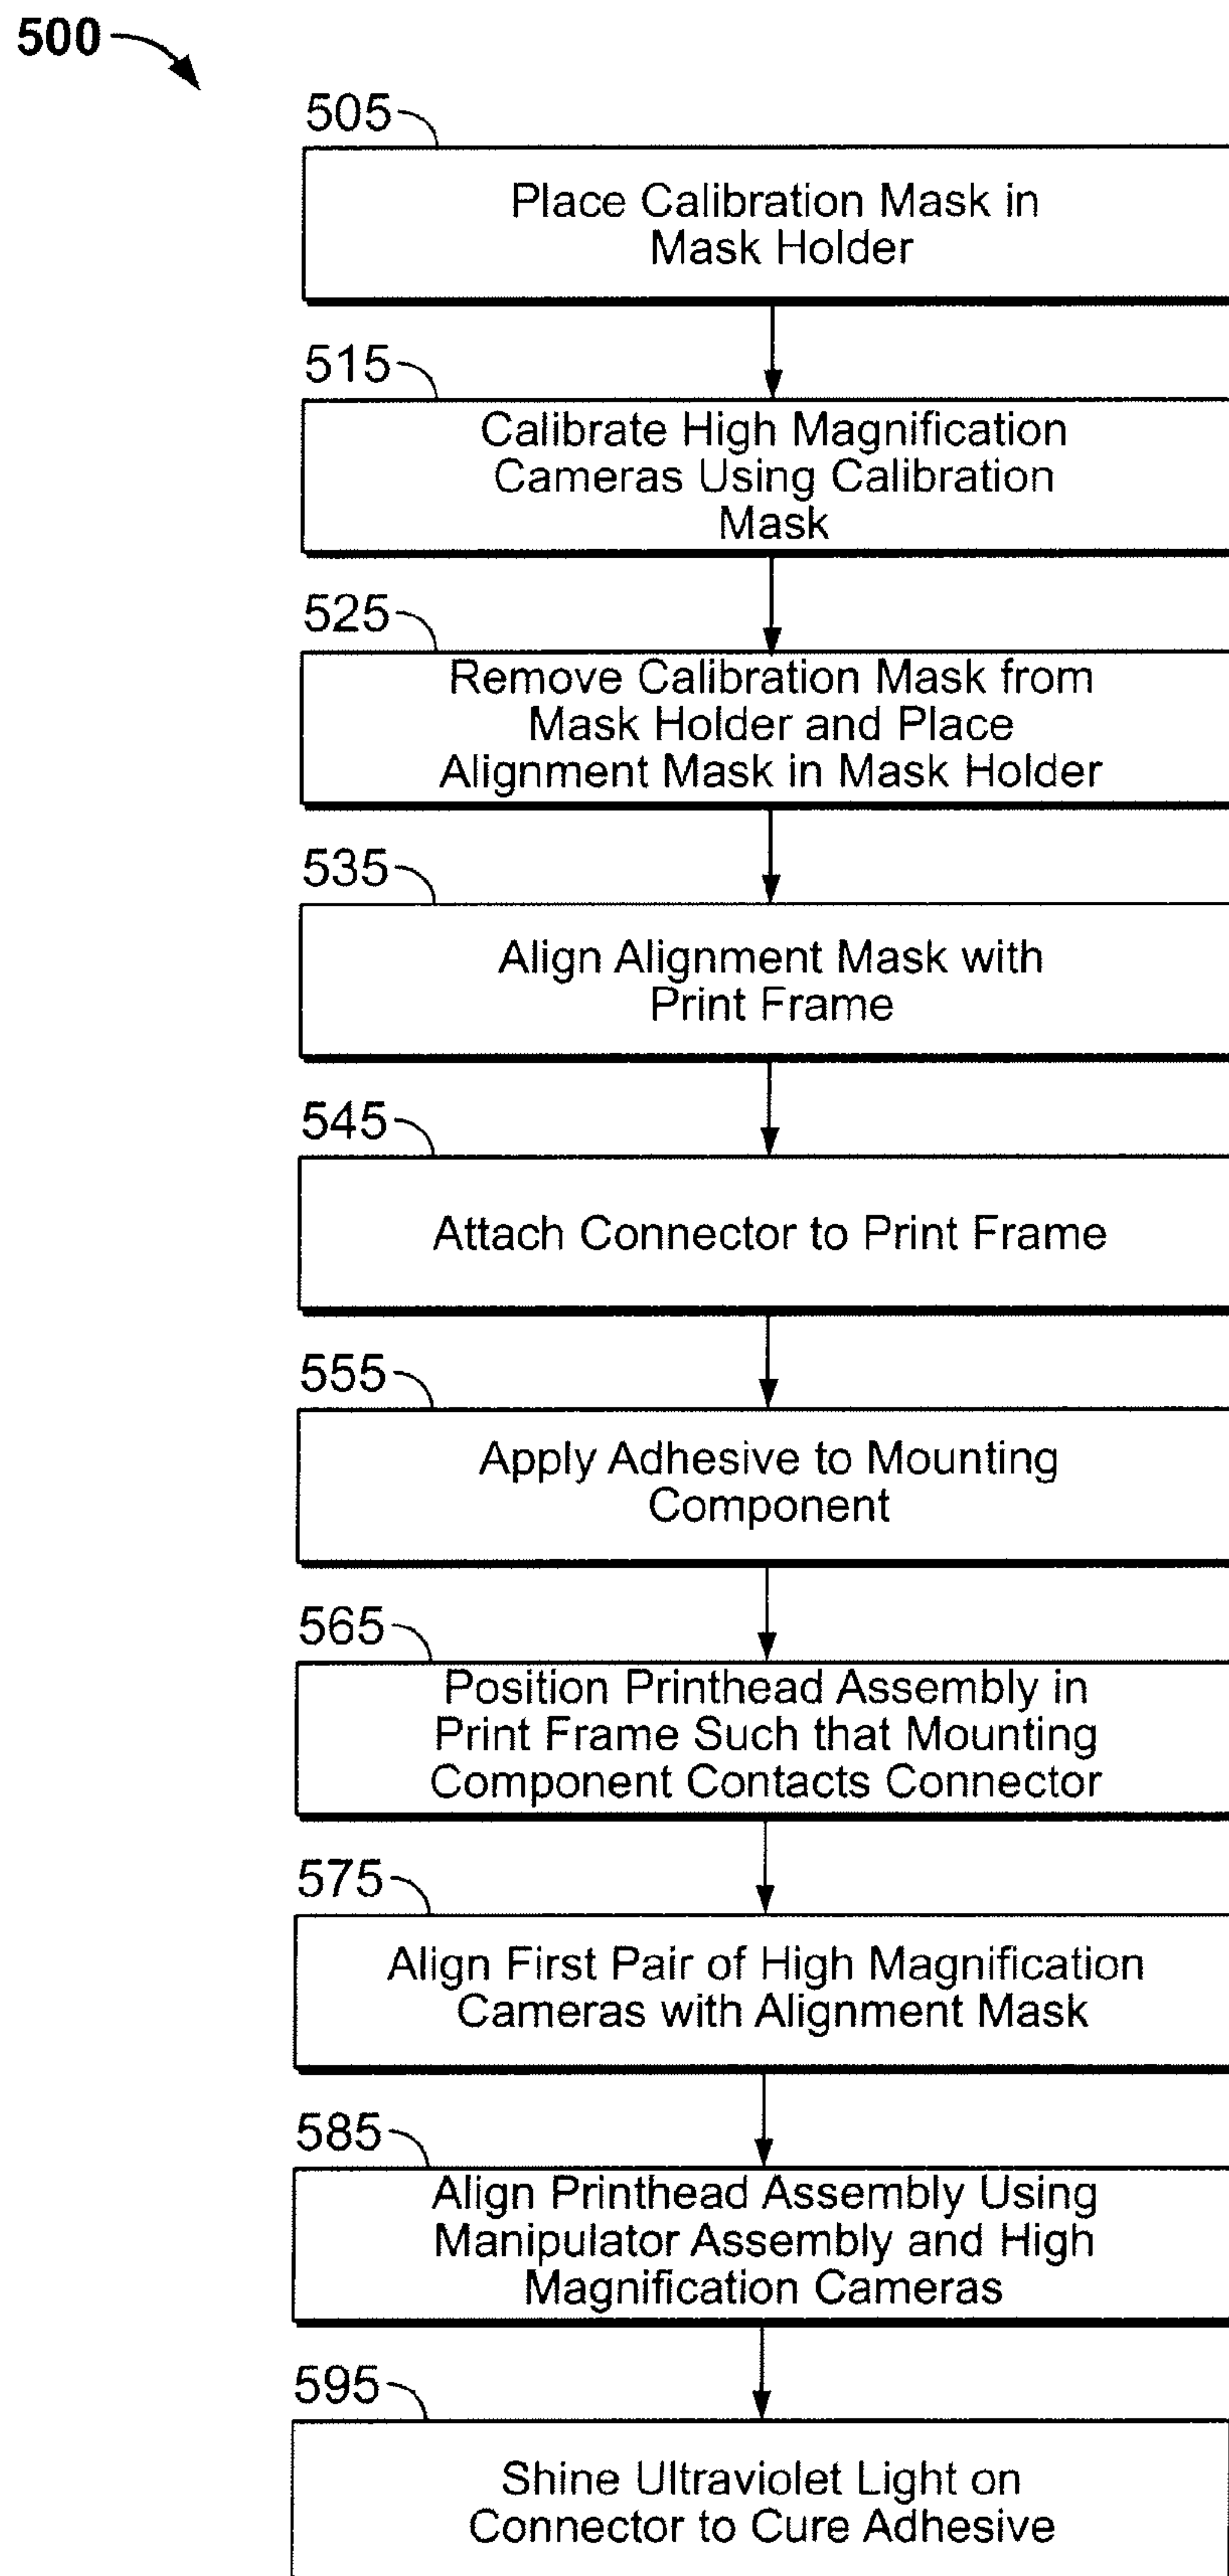 500
505
Place Calibration Mask in
Mask Holder
515
Calibrate High Magnification
Cameras Using Calibration
Mask
525
Remove Calibration Mask from
Mask Holder and Place
Alignment Mask in Mask Holder
535
Align Alignment Mask with
Print Frame
545
Attach Connector to Print Frame
555
Apply Adhesive to Mounting
Component
565
Position Printhead Assembly in
Print Frame Such that Mounting
Component Contacts Connector
575
Align First Pair of High Magnification
Cameras with Alignment Mask
585
Align Printhead Assembly Using
Manipulator Assembly and High
Magnification Cameras
595
Shine Ultraviolet Light on
Connector to Cure Adhesive